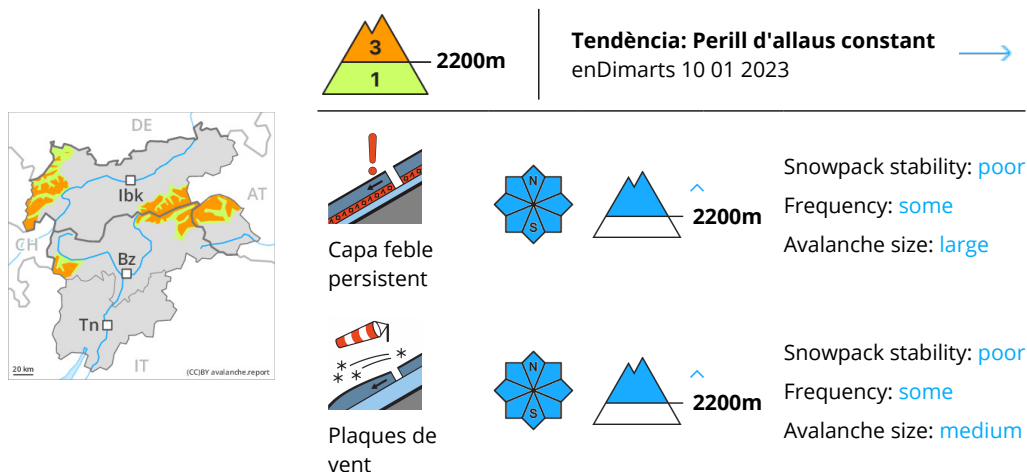 3
1
2200m
Tendència: Perill d'allaus constant
enDimarts 10 01 2023
DE
AT
Ibk
CH
Bz
Tn
IT
20 km
(CC)BY avalanche.report
N
S
2200m
Snowpack stability: poor
Frequency: some
Avalanche size: large
Capa feble
persistent
N
S
2200m
Snowpack stability: poor
Frequency: some
Avalanche size: medium
Plaques de
vent